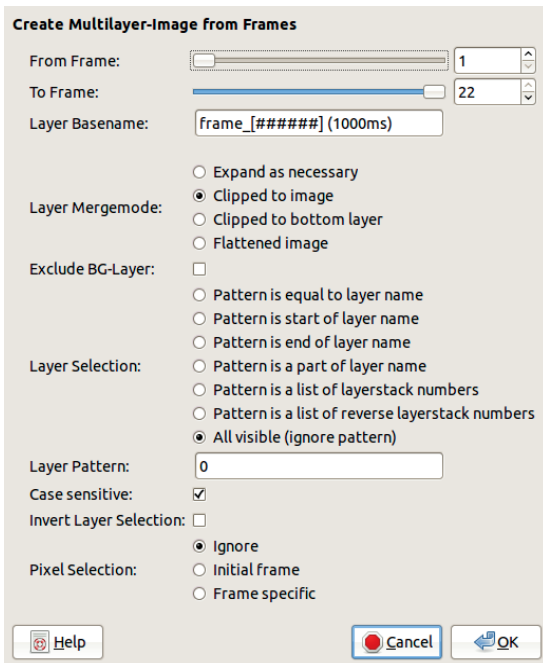 Create Multilayer-Image from Frames
From Frame: 1
To Frame: 22
Layer Basename: frame_[######] (1000ms)
Expand as necessary
Layer Mergemode: Clipped to image
Clipped to bottom layer
Flattened image
Exclude BG-Layer:
Pattern is equal to layer name
Pattern is start of layer name
Pattern is end of layer name
Layer Selection: Pattern is a part of layer name
Pattern is a list of layerstack numbers
Pattern is a list of reverse layerstack numbers
All visible (ignore pattern)
Layer Pattern: 0
Case sensitive:
Invert Layer Selection:
Ignore
Pixel Selection: Initial frame
Frame specific
Help Cancel OK